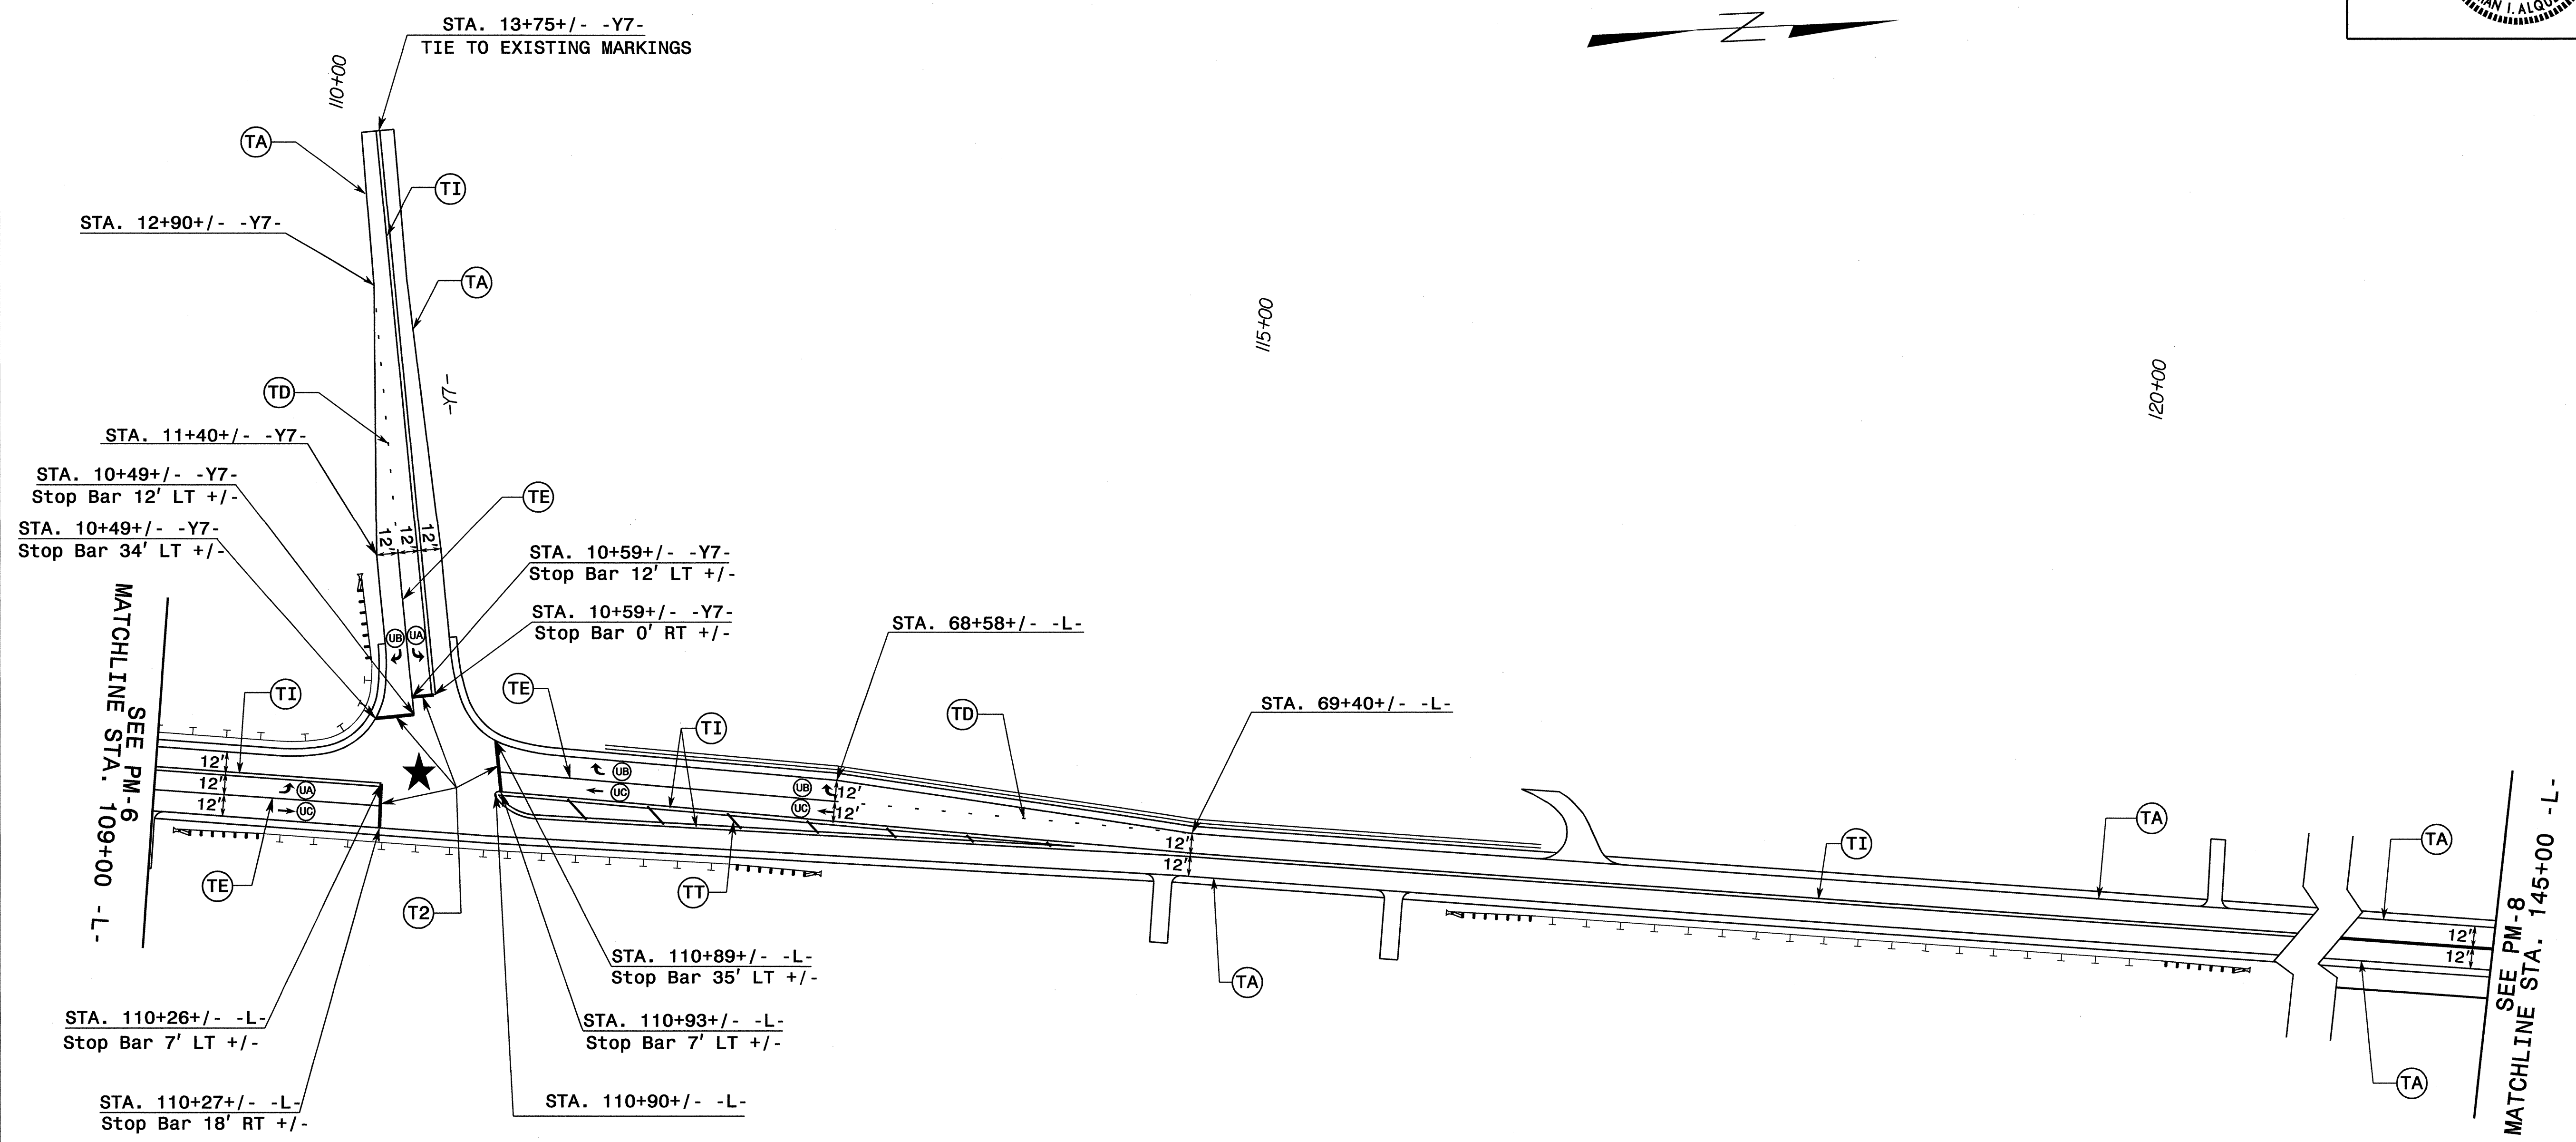 STA. 13+75+/- -Y7-
TIE TO EXISTING MARKINGS
N
MAN I. ALQU
110+00
TA
TI
STA. 12+90+/- -Y7-
TA
115+00
120+00
TD
-Y7-
STA. 11+40+/- -Y7-
STA. 10+49+/- -Y7-
Stop Bar 12' LT +/-
TE
STA. 10+49+/- -Y7-
Stop Bar 34' LT +/-
12'
12'
12'
STA. 10+59+/- -Y7-
Stop Bar 12' LT +/-
STA. 10+59+/- -Y7-
Stop Bar 0' RT +/-
UB
UA
STA. 68+58+/- -L-
MATCHLINE STA. 109+00 -L-
SEE PM-6
TI
TE
TI
TD
STA. 69+40+/- -L-
12'
12'
12'
UA
UC
UB
UC
UB
UC
12'
12'
12'
12'
TI
TA
TA
TE
T2
TT
TA
12'
12'
SEE PM-8
MATCHLINE STA. 145+00 -L-
STA. 110+89+/- -L-
Stop Bar 35' LT +/-
STA. 110+26+/- -L-
Stop Bar 7' LT +/-
STA. 110+93+/- -L-
Stop Bar 7' LT +/-
TA
STA. 110+27+/- -L-
Stop Bar 18' RT +/-
STA. 110+90+/- -L-